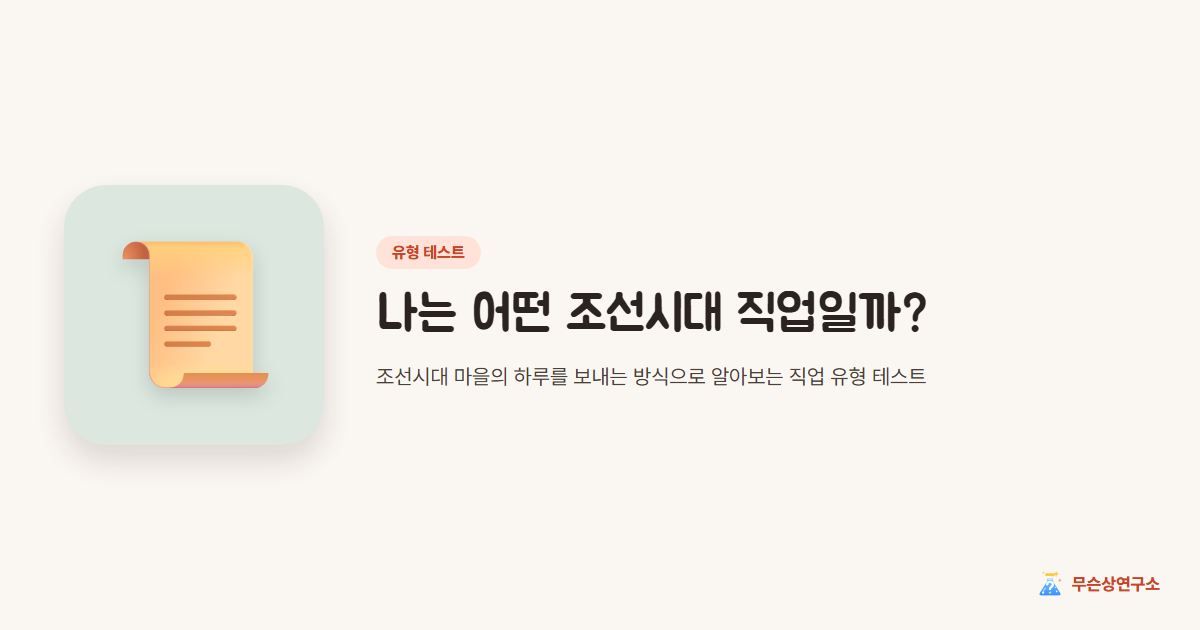 유형 테스트
나는 어떤 조선시대 직업일까?
조선시대 마을의 하루를 보내는 방식으로 알아보는 직업 유형 테스트
무슨상연구소